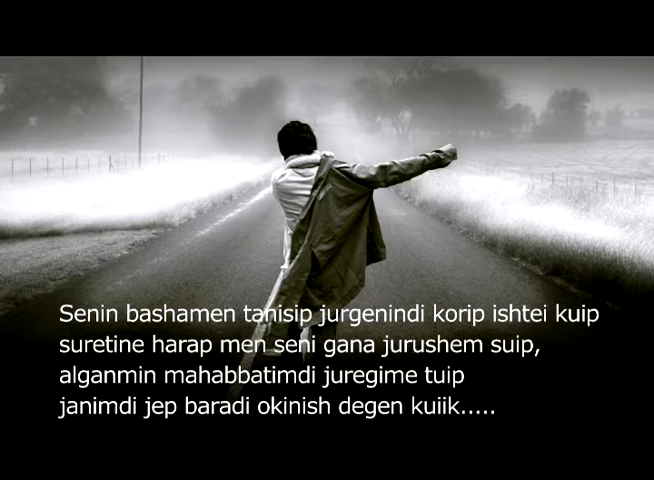 Senin bashamen tanisip jurgenindi korip ishtei kuip
suretine harap men seni gana jurushem suip,
alganmin mahabbatimdi juregime tuip
janimdi jep baradi okinish degen kuiik.....